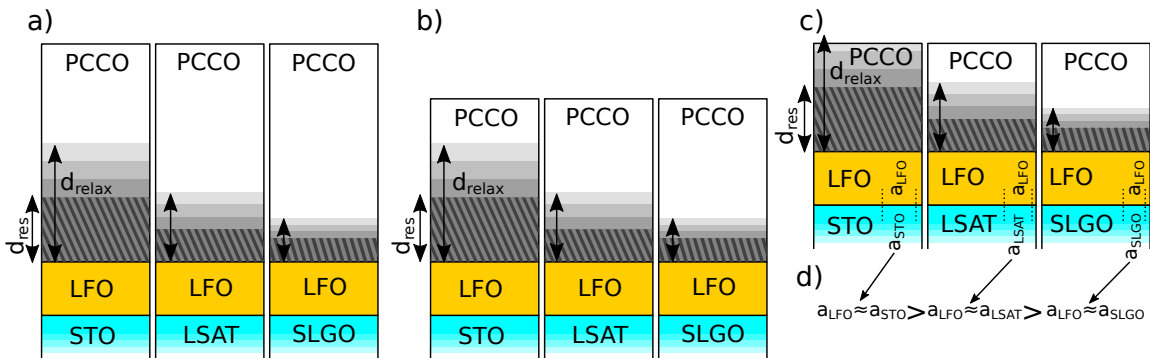 a)
PCCO PCCO PCCO
d_relax
d_res
LFO LFO LFO
STO LSAT SLGO
b)
PCCO PCCO PCCO
d_relax
d_res
LFO LFO LFO
STO LSAT SLGO
c)
PCCO PCCO PCCO
d_relax
d_res
LFO a_LFO LFO a_LFO LFO a_LFO
STO a_STO LSAT a_LSAT SLGO a_SLGO
d)
a_LFO≈a_STO > a_LFO≈a_LSAT > a_LFO≈a_SLGO